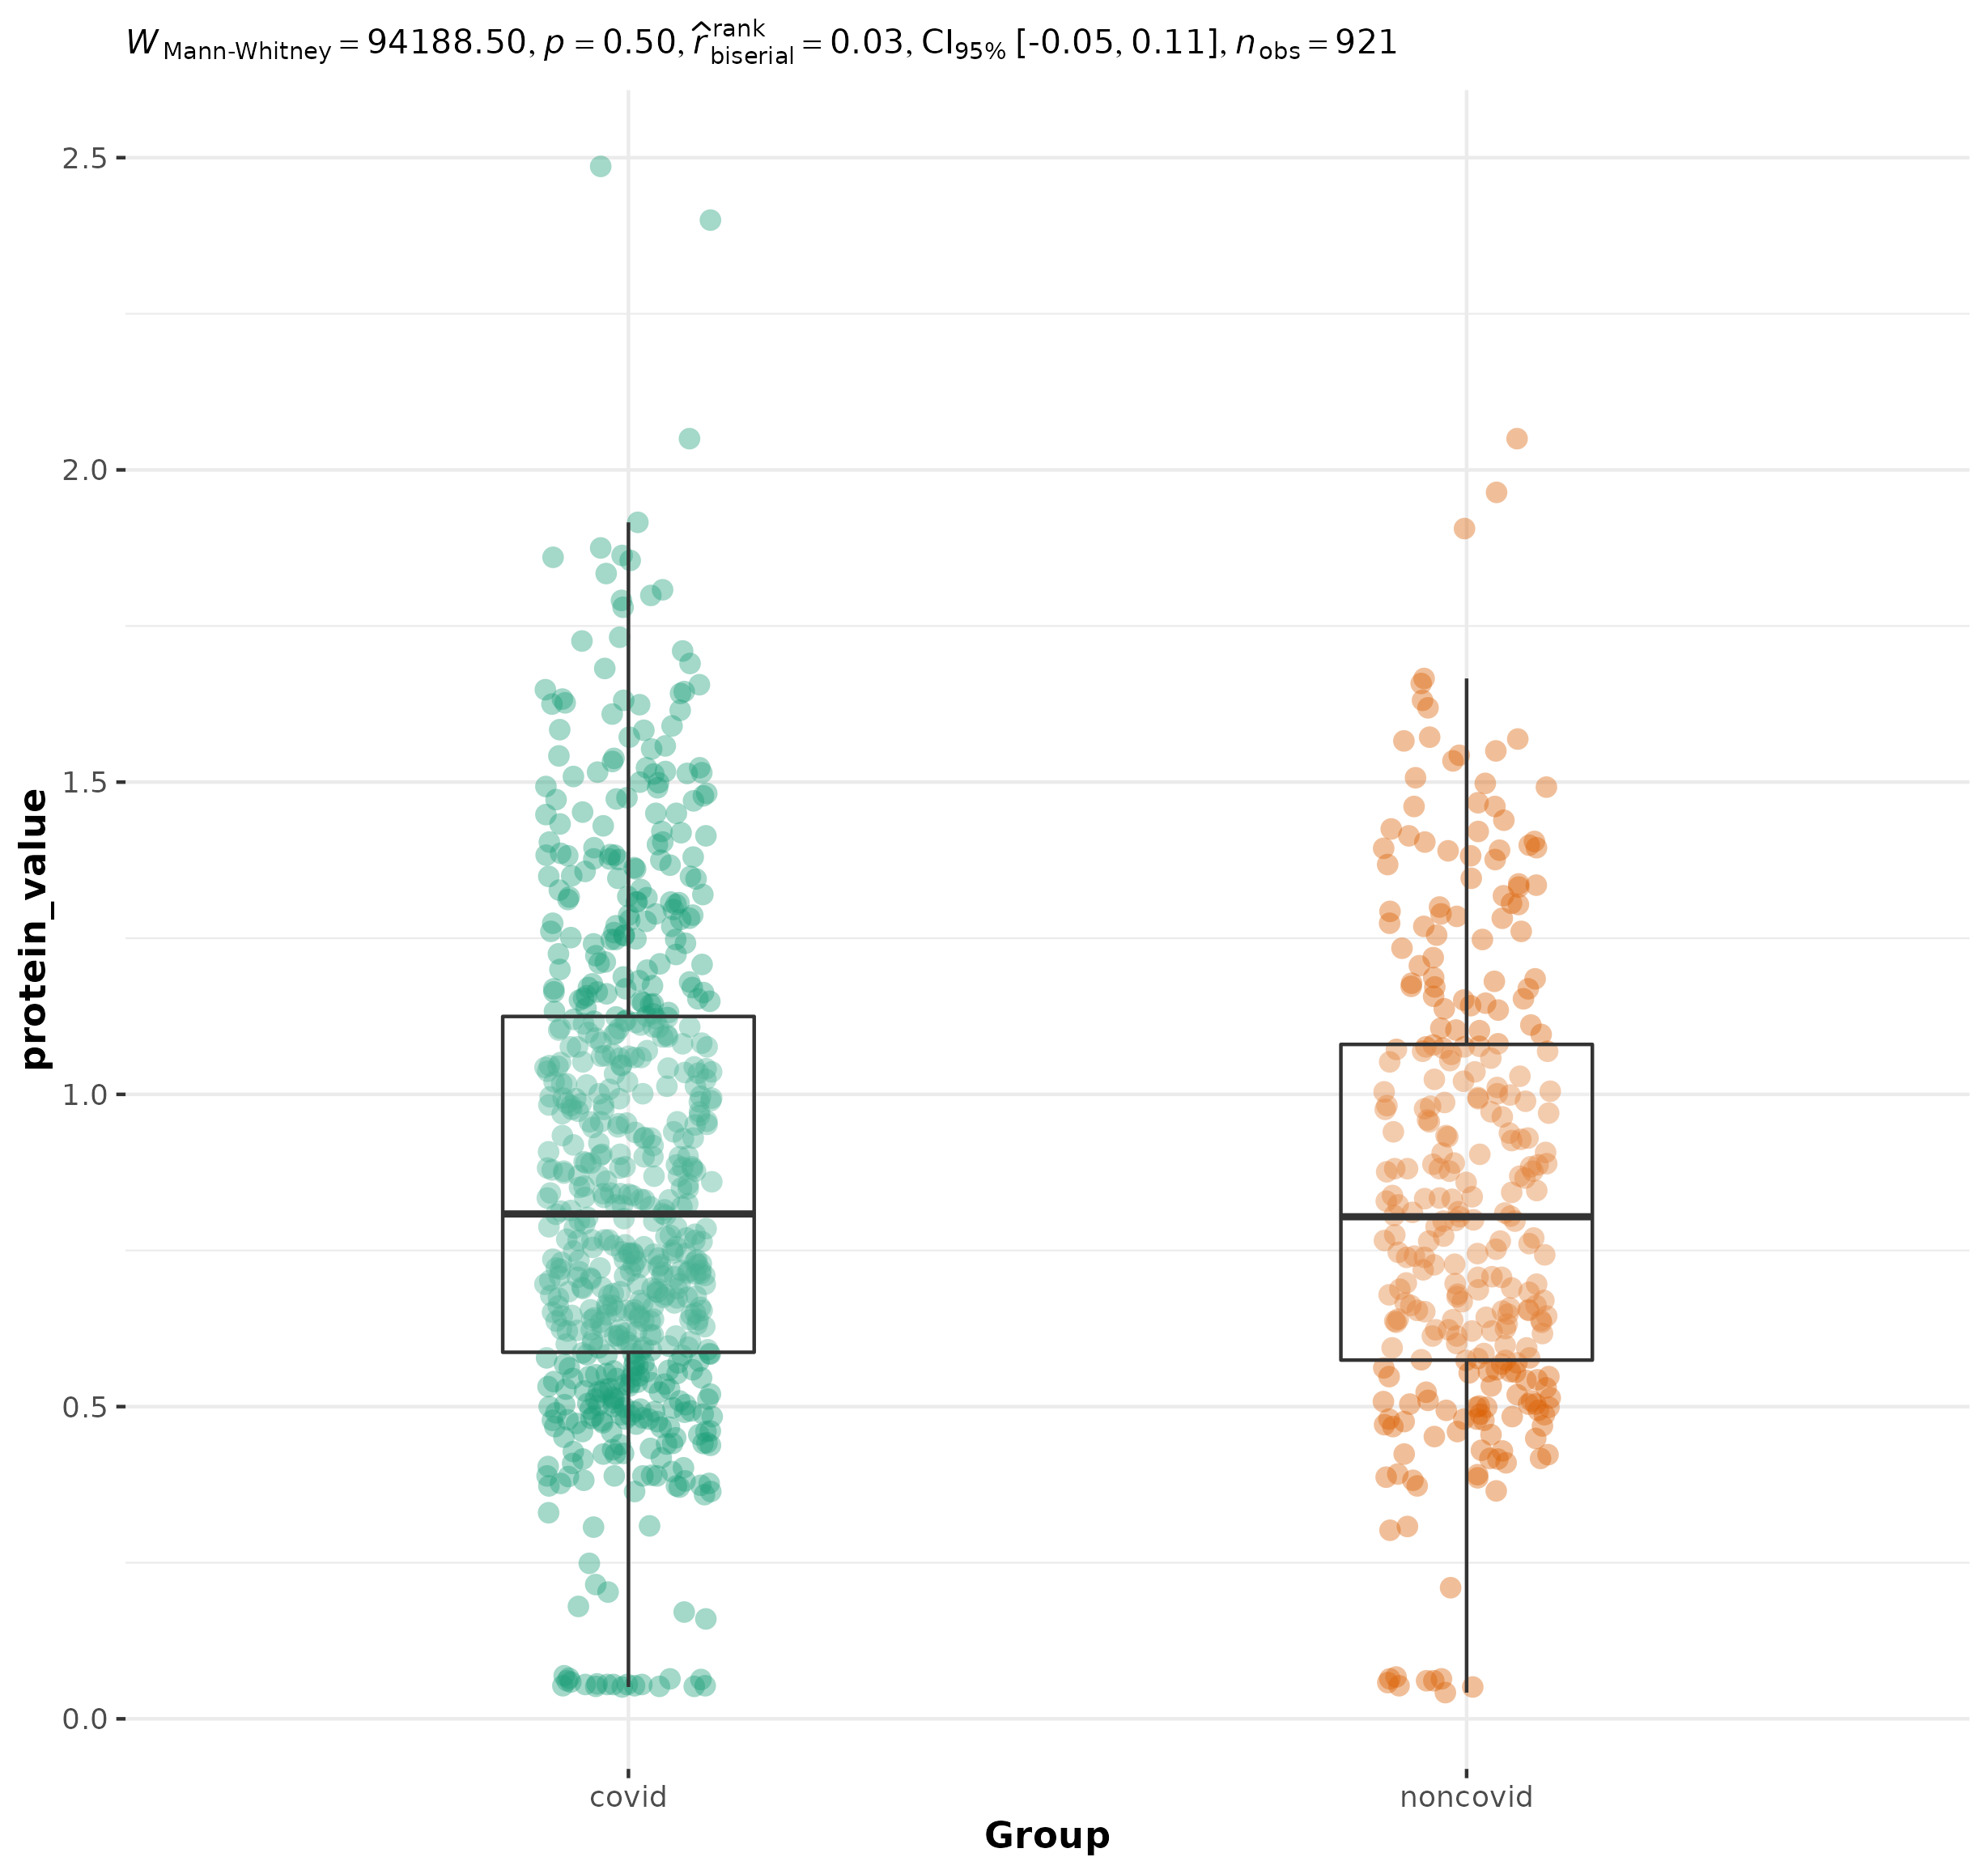 W Mann-Whitney = 94188.50, p = 0.50, r̂ rank biserial = 0.03, CI95% [-0.05, 0.11], n obs = 921
2.5
2.0
1.5
1.0
0.5
0.0
protein_value
covid noncovid
Group